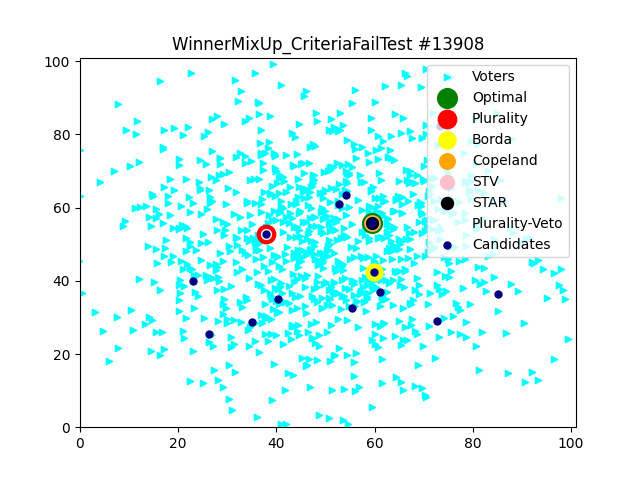 WinnerMixUp_CriteriaFailTest #13908
100
80
60
40
20
0
0
20
40
60
80
100
Voters
Optimal
Plurality
Borda
Copeland
STV
STAR
Plurality-Veto
Candidates